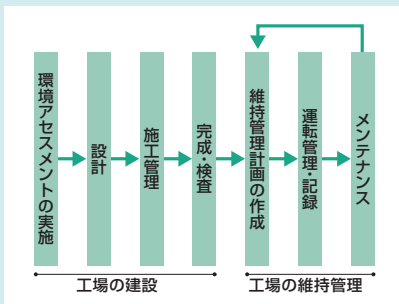 環境アセスメントの実施
設計
施工管理
完成・検査
維持管理計画の作成
運転管理・記録
メンテナンス
工場の建設
工場の維持管理